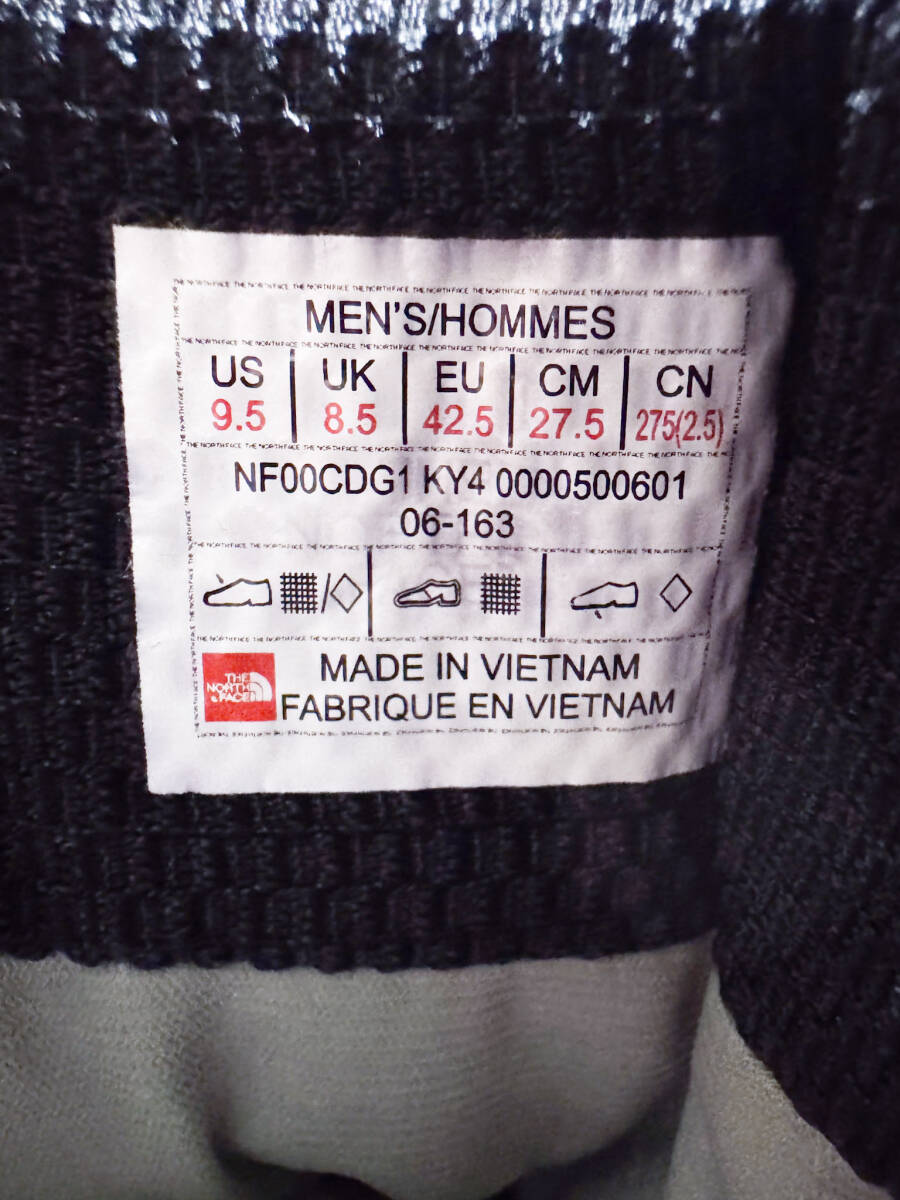 MEN'S/HOMMES
US UK EU CM CN
9.5 8.5 42.5 27.5 275(2.5)
NF00CDG1 KY4 0000500601
06-163
THE NORTH FACE
MADE IN VIETNAM
FABRIQUE EN VIETNAM